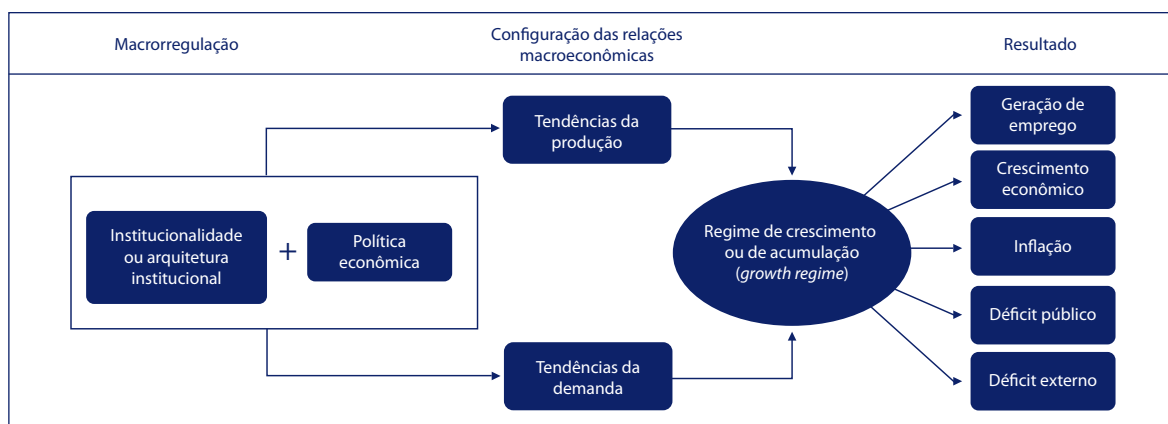 Macrorregulação
Configuração das relações
macroeconômicas
Resultado
Tendências da
produção
Institucionalidade
ou arquitetura
institucional
+
Política
econômica
Tendências da
demanda
Regime de crescimento
ou de acumulação
(growth regime)
Geração de
emprego
Crescimento
econômico
Inflação
Déficit público
Déficit externo